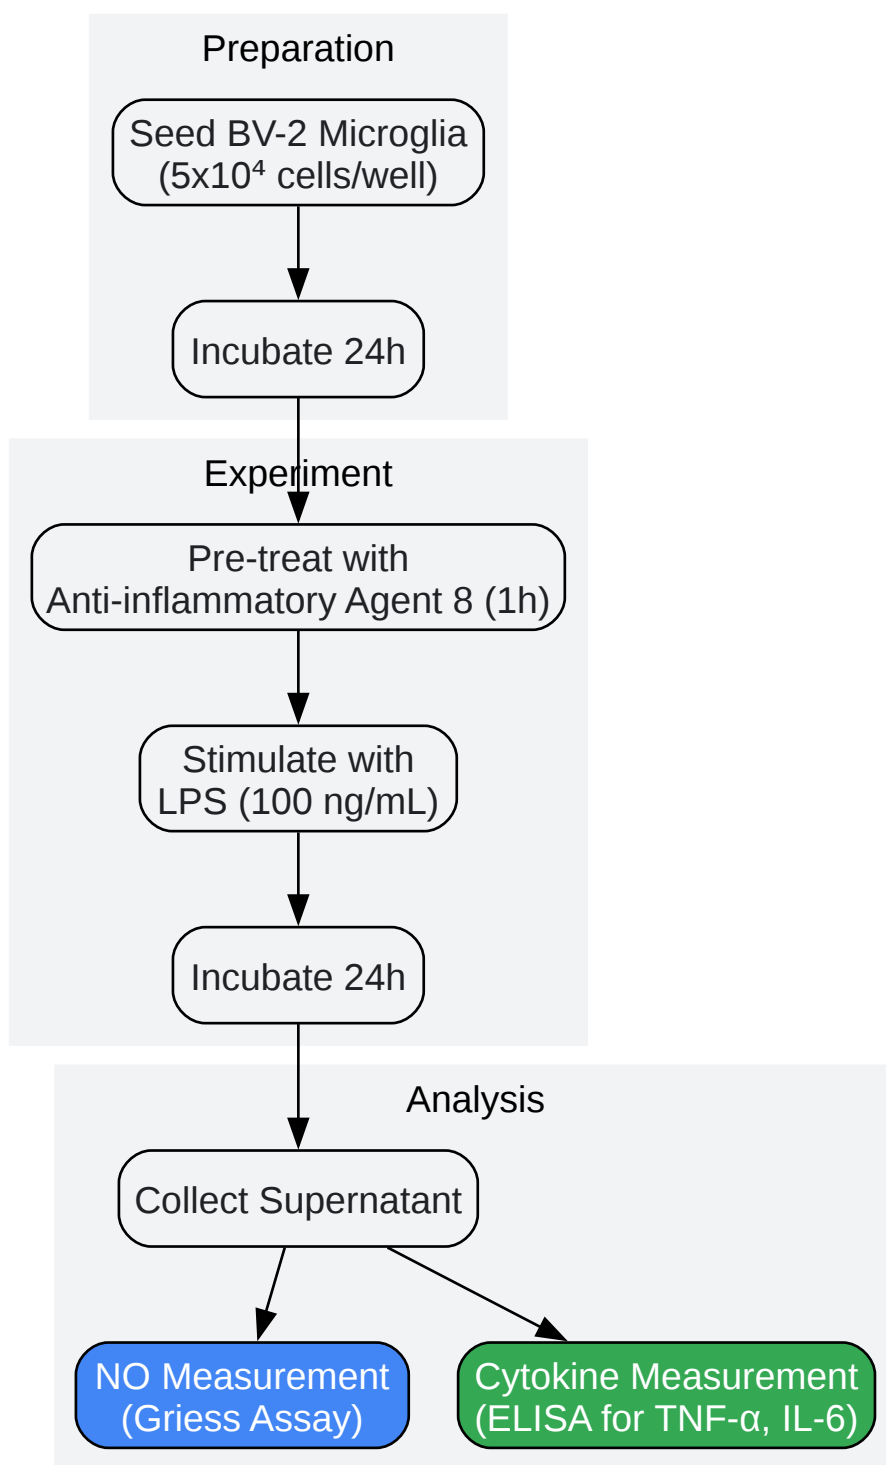 Preparation
Seed BV-2 Microglia
(5x10⁴ cells/well)
Incubate 24h
Experiment
Pre-treat with
Anti-inflammatory Agent 8 (1h)
Stimulate with
LPS (100 ng/mL)
Incubate 24h
Analysis
Collect Supernatant
NO Measurement
(Griess Assay)
Cytokine Measurement
(ELISA for TNF-α, IL-6)